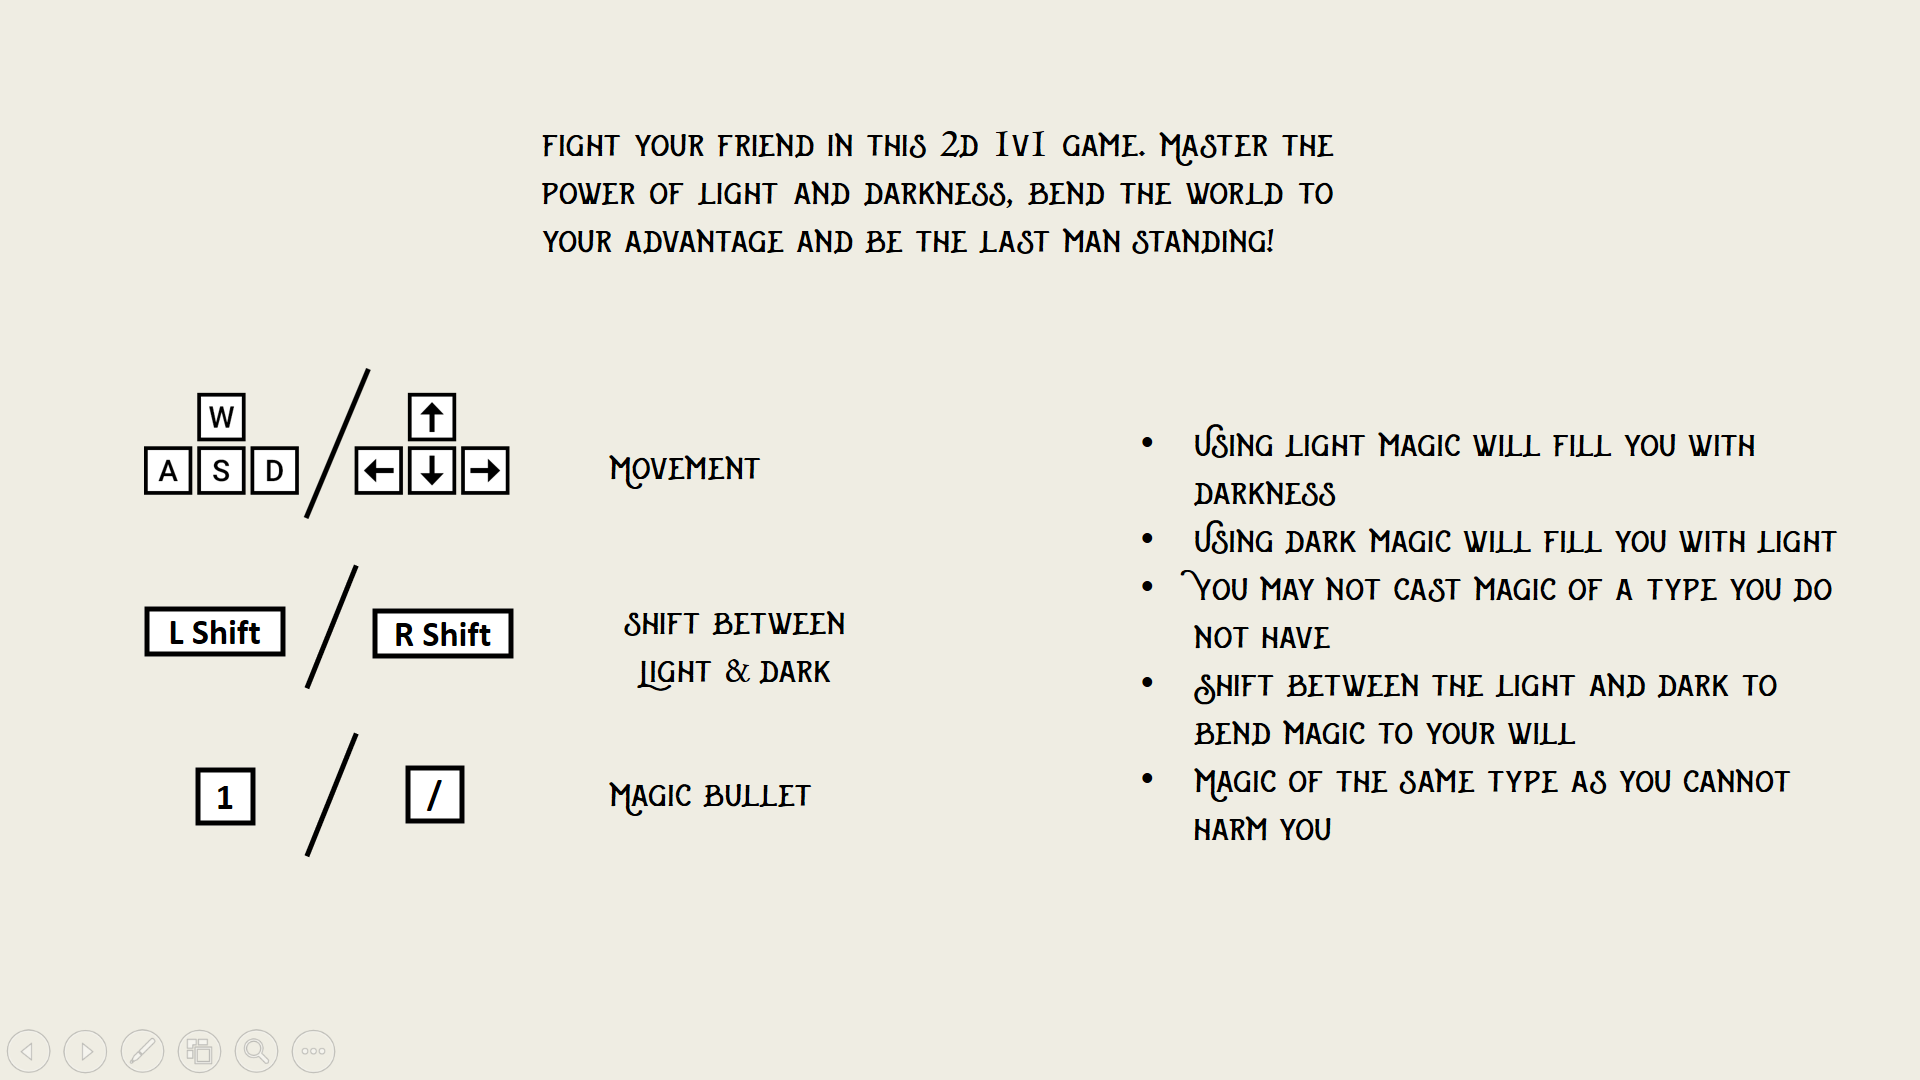 Fight your friend in this 2D 1v1 game. Master the
power of light and darkness, bend the world to
your advantage and be the last man standing!
W
A S D
↑
← ↓ →
Movement
L Shift
R Shift
Shift between
Light & Dark
1
/
Magic Bullet
• Using light magic will fill you with
darkness
• Using dark magic will fill you with light
• You may not cast magic of a type you do
not have
• Shift between the light and dark to
bend magic to your will
• Magic of the same type as you cannot
harm you